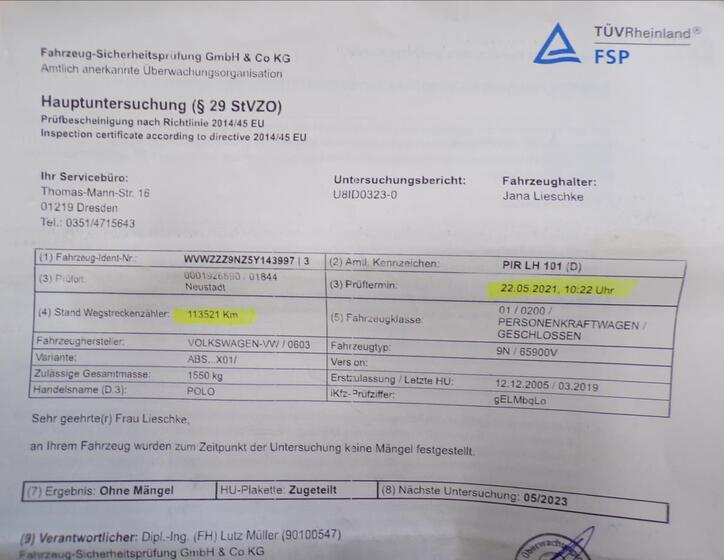 TÜVRheinland®
FSP
Fahrzeug-Sicherheitsprüfung GmbH & Co KG
Amtlich anerkannte Überwachungsorganisation
Hauptuntersuchung (§ 29 StVZO)
Prüfbescheinigung nach Richtlinie 2014/45 EU
Inspection certificate according to directive 2014/45 EU
Ihr Servicebüro: Untersuchungsbericht: Fahrzeughalter:
Thomas-Mann-Str. 16 U8ID0323-0 Jana Lieschke
01219 Dresden
Tel.: 0351/4715643
(1) Fahrzeug-Ident-Nr.: WVWZZZ9NZ5Y143997 | 3 (2) Amtl. Kennzeichen: PIR LH 101 (D)
(3) Prüfort: / 01844 (3) Prüftermin: 22.05.2021, 10:22 Uhr
Neustadt
(4) Stand Wegstreckenzähler: 113521 Km (5) Fahrzeugklasse: 01 / 0200 /
PERSONENKRAFTWAGEN /
GESCHLOSSEN
Fahrzeughersteller: VOLKSWAGEN-VW / 0603 Fahrzeugtyp: 9N / 65900V
Variante: ABS...X01/ Version:
Zulässige Gesamtmasse: 1550 kg Erstzulassung / Letzte HU: 12.12.2005 / 03.2019
Handelsname (D.3): POLO iKfz-Prüfziffer: gELMbqLo
Sehr geehrte(r) Frau Lieschke,
an Ihrem Fahrzeug wurden zum Zeitpunkt der Untersuchung keine Mängel festgestellt.
(7) Ergebnis: Ohne Mängel HU-Plakette: Zugeteilt (8) Nächste Untersuchung: 05/2023
(9) Verantwortlicher: Dipl.-Ing. (FH) Lutz Müller (90100547)
Fahrzeug-Sicherheitsprüfung GmbH & Co KG